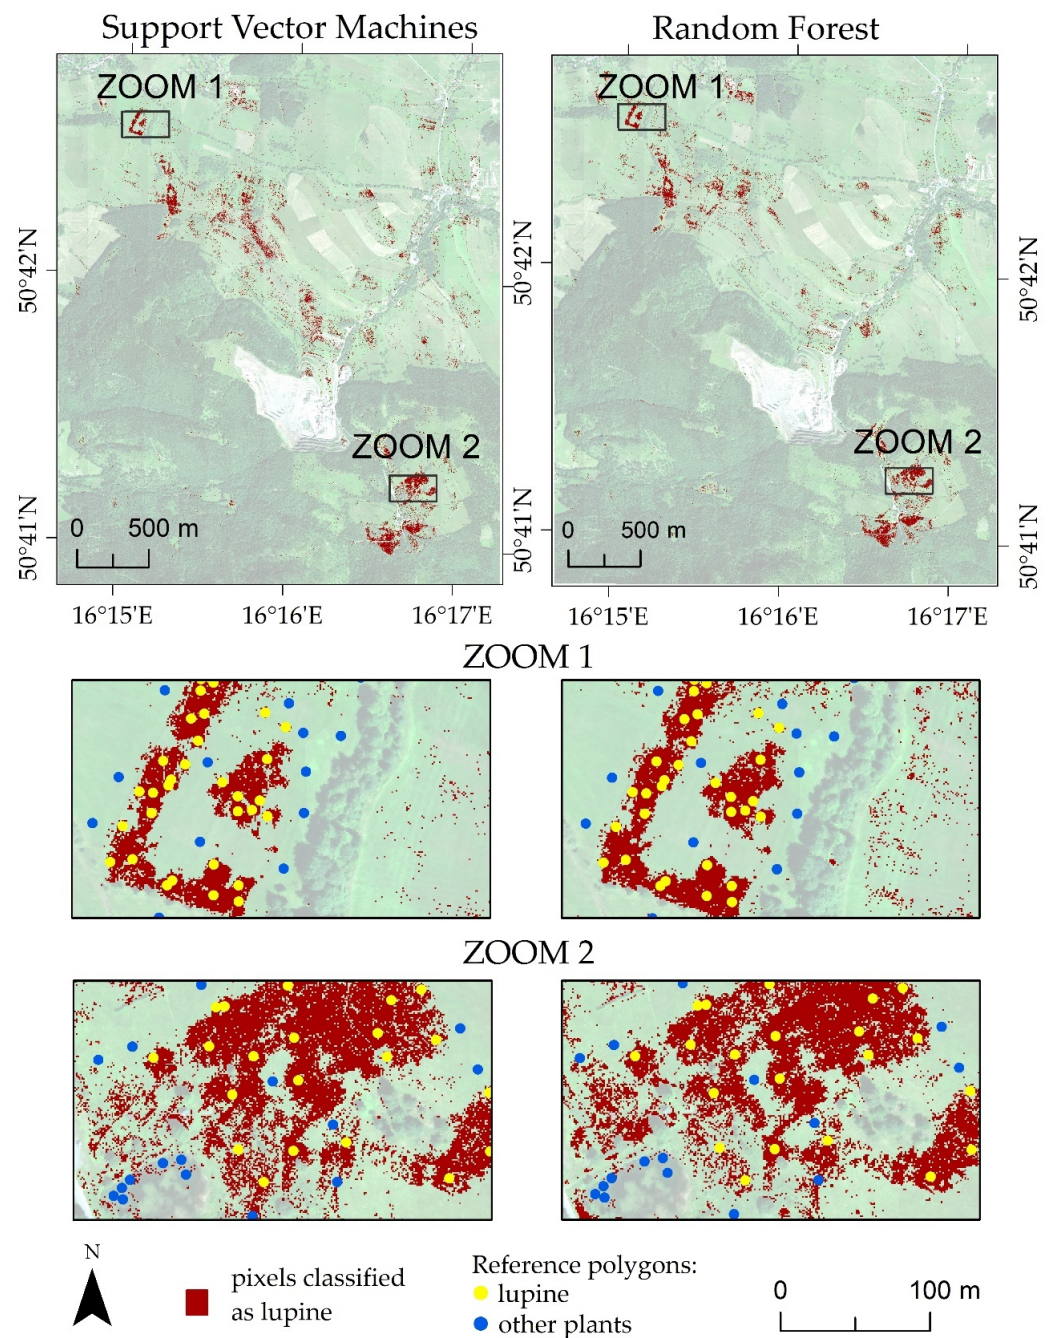 Support Vector Machines
Random Forest
ZOOM 1
ZOOM 1
50°42'N
50°42'N
50°42'N
ZOOM 2
ZOOM 2
0 500 m
0 500 m
50°41'N
50°41'N
50°41'N
16°15'E 16°16'E 16°17'E
16°15'E 16°16'E 16°17'E
ZOOM 1
ZOOM 2
N
pixels classified
as lupine
Reference polygons:
lupine
other plants
0 100 m